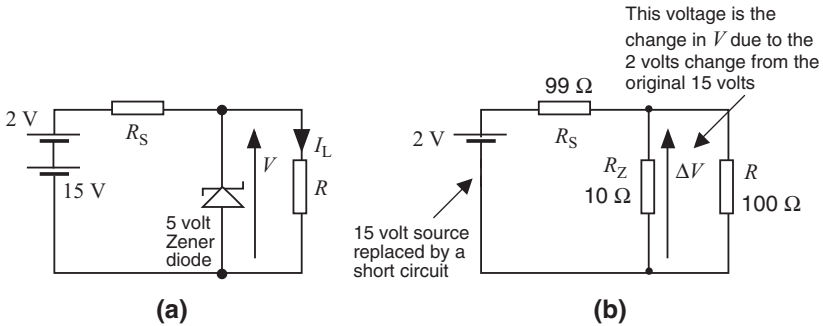 This voltage is the
change in V due to the
2 volts change from the
original 15 volts
2 V
R_S
15 V
5 volt
Zener
diode
V
I_L
R
(a)
99 Ω
R_S
2 V
R_Z
10 Ω
ΔV
R
100 Ω
15 volt source
replaced by a
short circuit
(b)